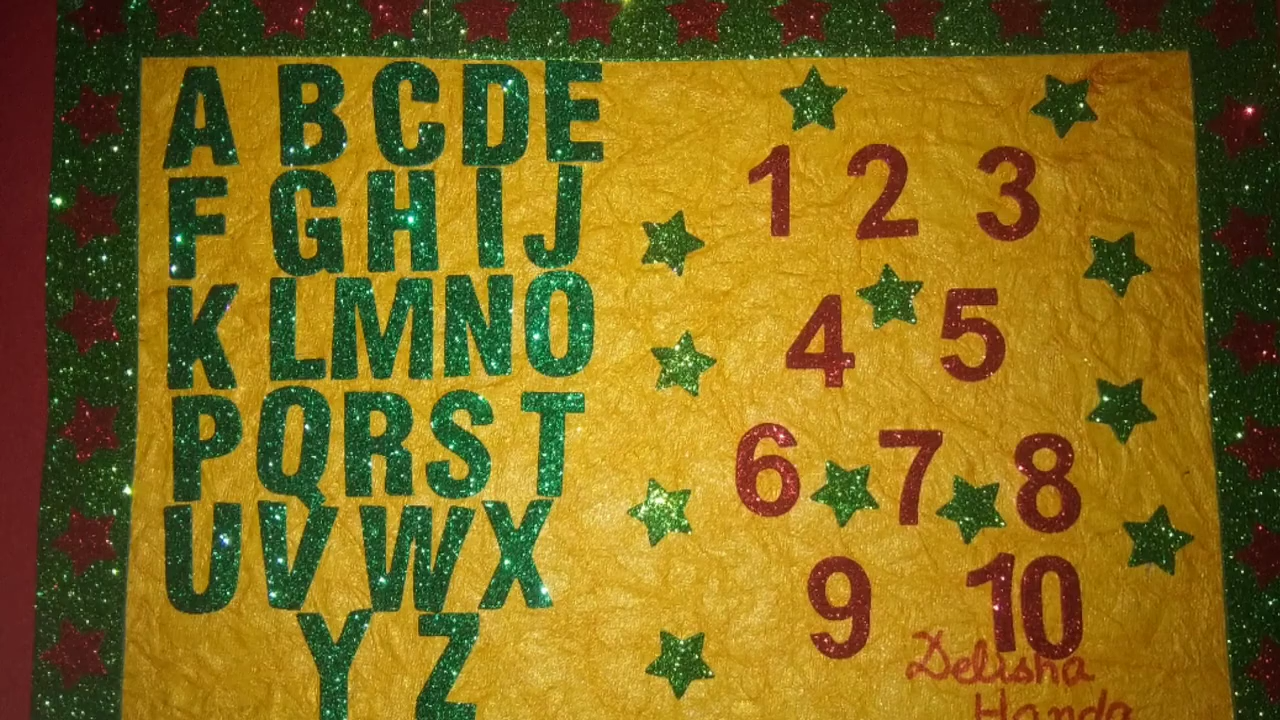 A B C D E
F G H I J
K L M N O
P Q R S T
U V W X
Y Z
1 2 3
4 5
6 7 8
9 10
Delisha
Handa